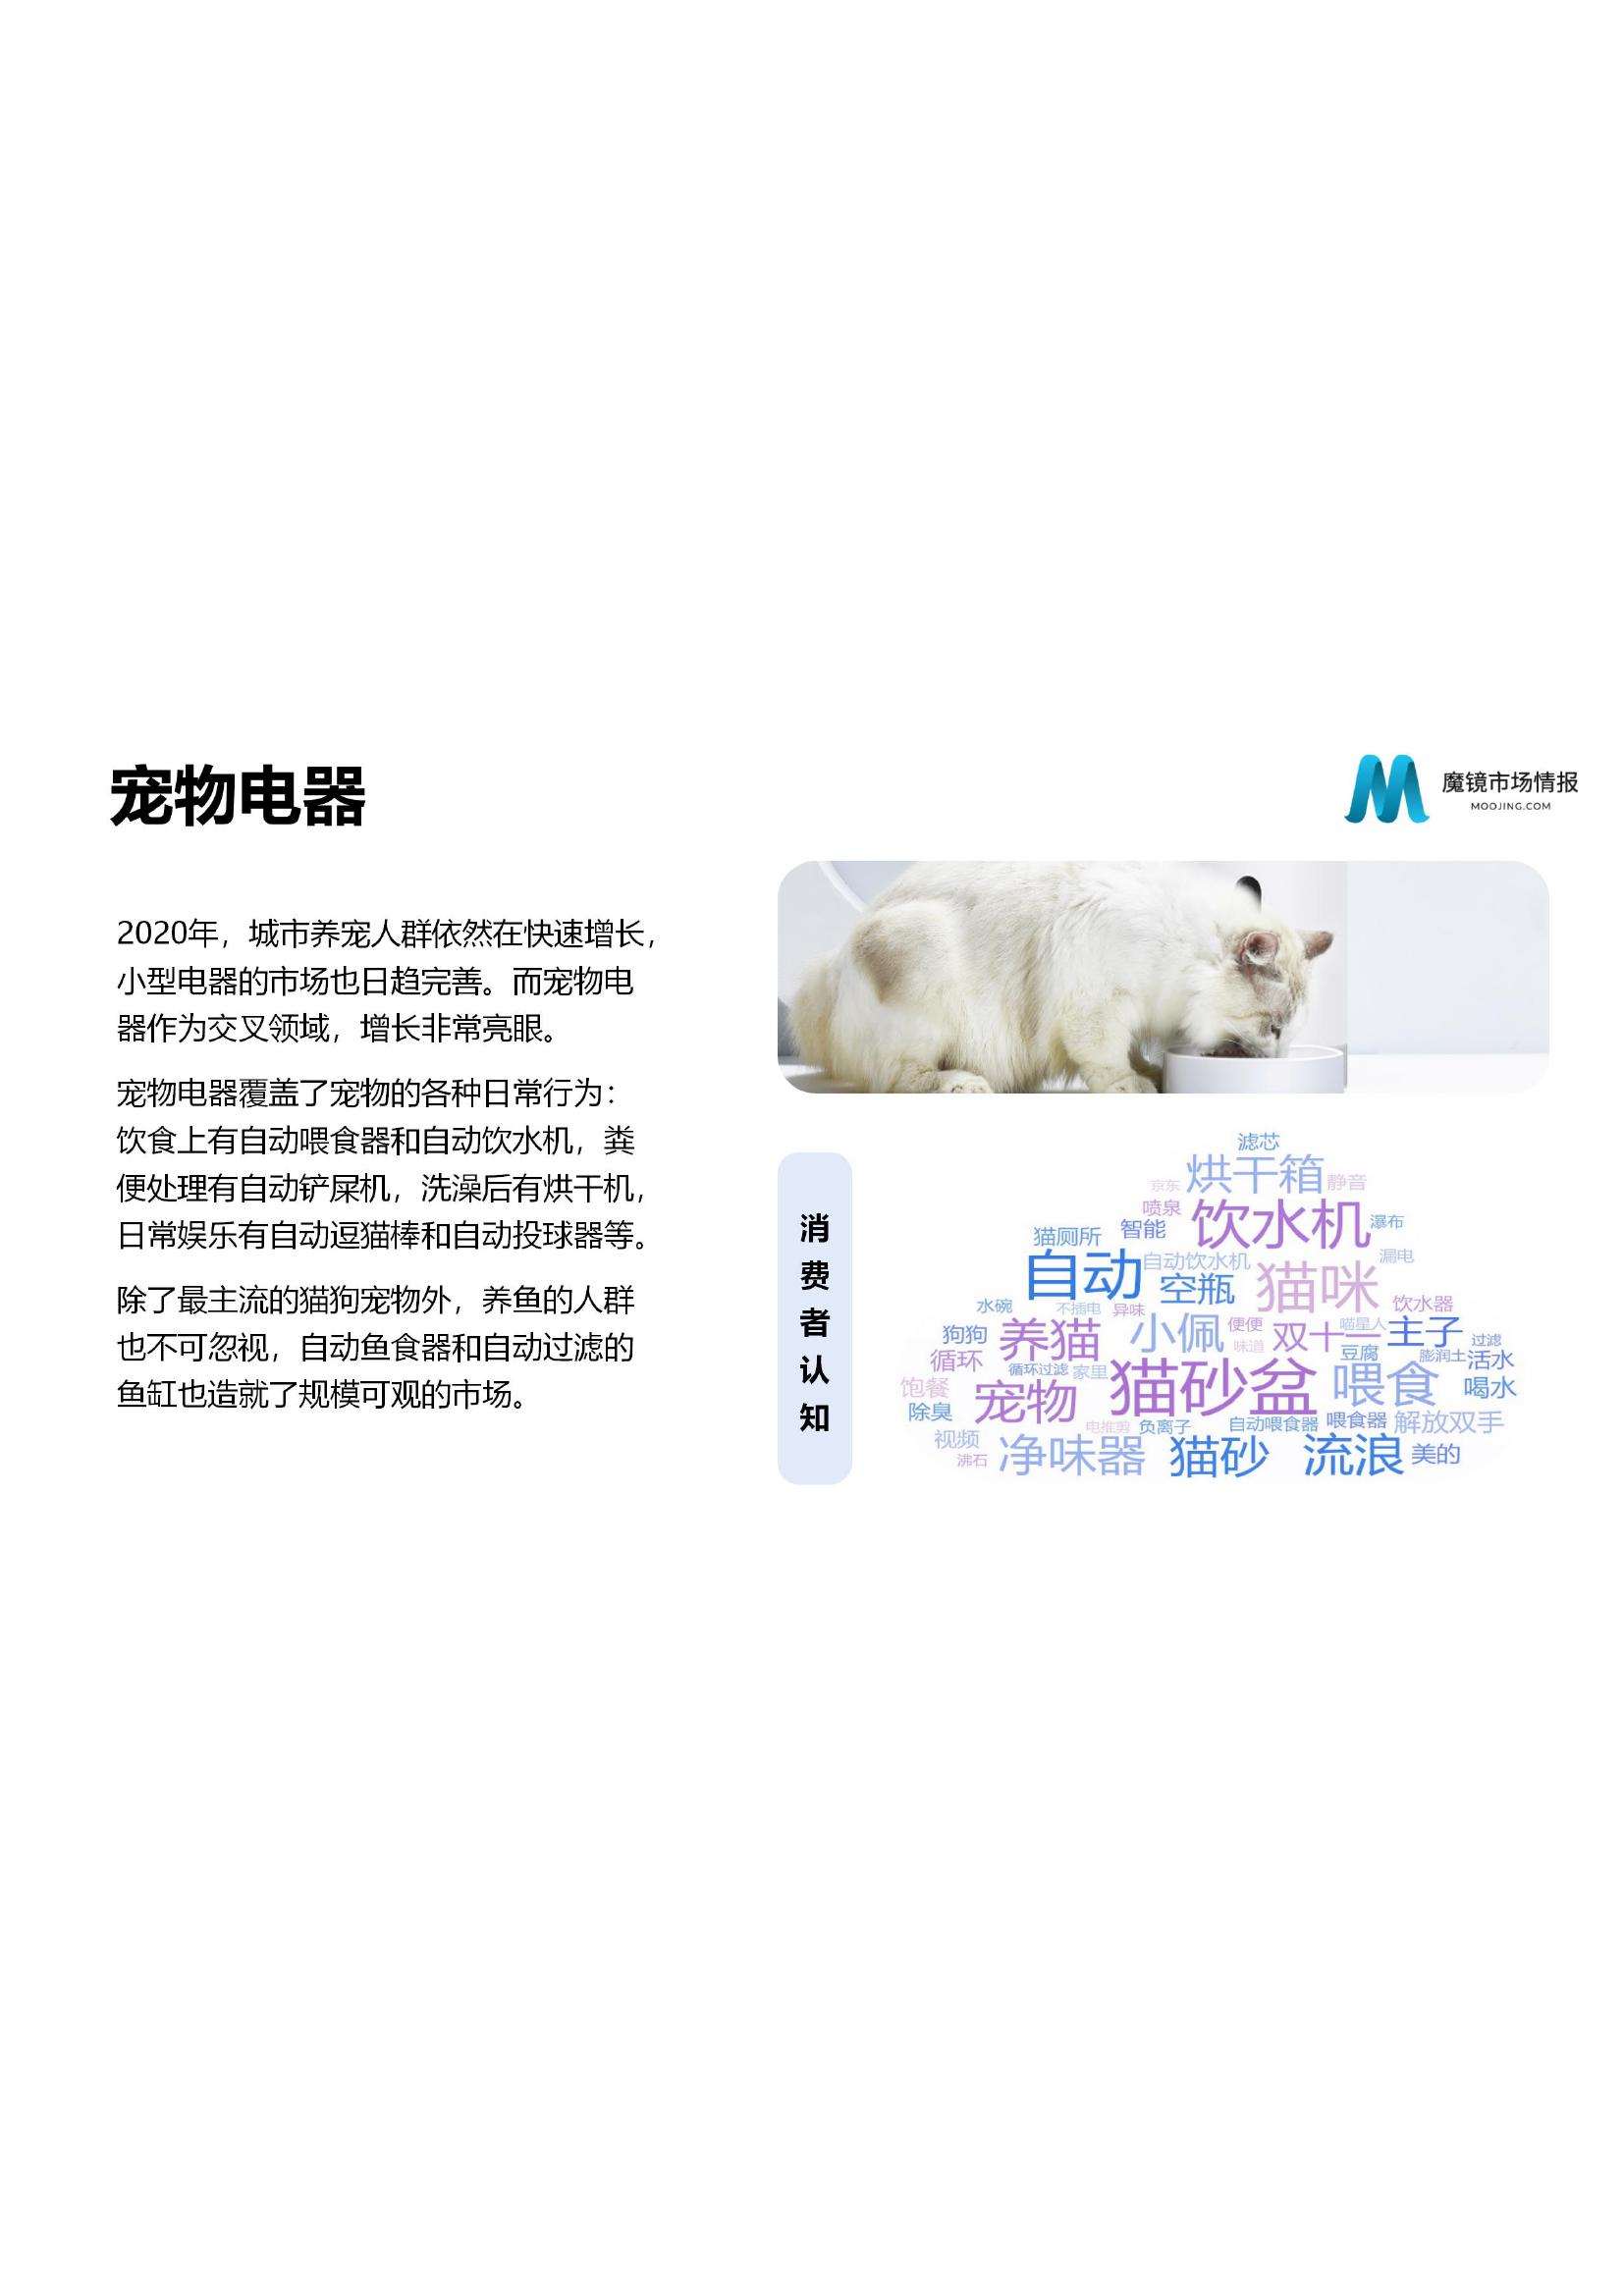 宠物电器
魔镜市场情报
MOOJING.COM
2020年，城市养宠人群依然在快速增长，
小型电器的市场也日趋完善。而宠物电
器作为交叉领域，增长非常亮眼。
宠物电器覆盖了宠物的各种日常行为：
饮食上有自动喂食器和自动饮水机，粪
便处理有自动铲屎机，洗澡后有烘干机，
日常娱乐有自动逗猫棒和自动投球器等。
除了最主流的猫狗宠物外，养鱼的人群
也不可忽视，自动鱼食器和自动过滤的
鱼缸也造就了规模可观的市场。
消费者认知
滤芯
京东 烘干箱 静音
喷泉
猫厕所 智能 饮水机 瀑布
自动 自动饮水机 漏电
空瓶 猫咪
水碗 不插电 异味 饮水器
狗狗 养猫 小佩 便便 味道 双十一 喵星人 主子 过滤
循环 循环过滤 家里 豆腐 膨润土 活水
饱餐 宠物 猫砂盆 喂食 喝水
除臭 电推剪 负离子 自动喂食器 喂食器 解放双手
视频
沸石 净味器 猫砂 流浪 美的